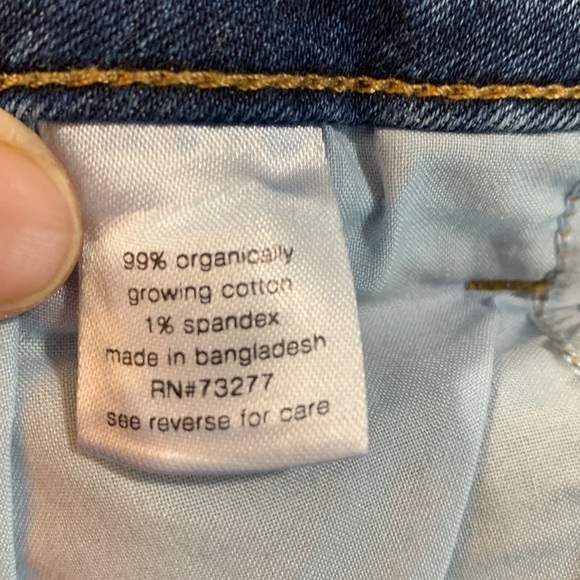 99% organically
growing cotton
1% spandex
made in bangladesh
RN#73277
see reverse for care